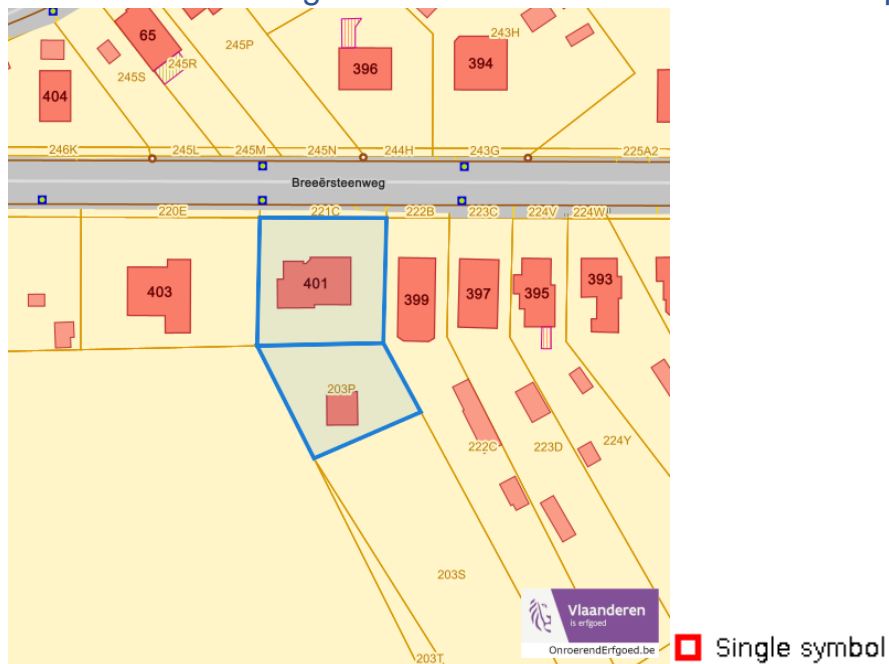 65
245P
243H
245R
245S
396
394
404
246K
245L
245M
245N
244H
243G
225A2
Breeërsteenweg
220E
221C
222B
223C
224V
224W
401
403
399
397
395
393
203P
222C
223D
224Y
203S
203T
Vlaanderen
is erfgoed
OnroerendErfgoed.be
Single symbol